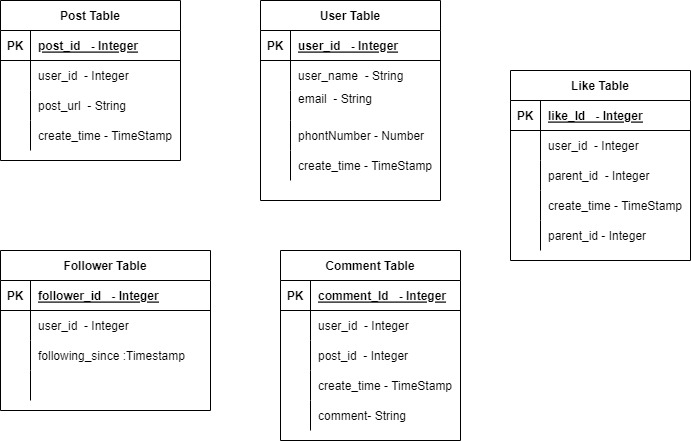 Post Table
PK post_id - Integer
user_id - Integer
post_url - String
create_time - TimeStamp
User Table
PK user_id - Integer
user_name - String
email - String
phontNumber - Number
create_time - TimeStamp
Like Table
PK like_Id - Integer
user_id - Integer
parent_id - Integer
create_time - TimeStamp
parent_id - Integer
Follower Table
PK follower_id - Integer
user_id - Integer
following_since :Timestamp
Comment Table
PK comment_Id - Integer
user_id - Integer
post_id - Integer
create_time - TimeStamp
comment- String